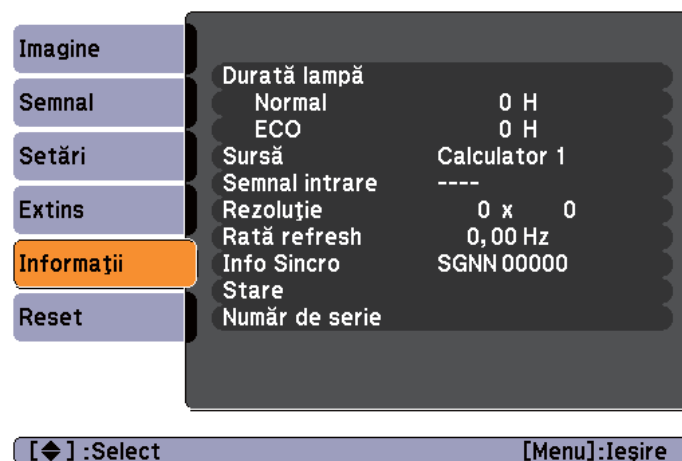 Imagine
Semnal
Setări
Extins
Informaţii
Reset
Durată lampă
Normal 0 H
ECO 0 H
Sursă Calculator 1
Semnal intrare ----
Rezoluţie 0 x 0
Rată refresh 0,00 Hz
Info Sincro SGNN 00000
Stare
Număr de serie
[◆] :Select [Menu]:Ieşire